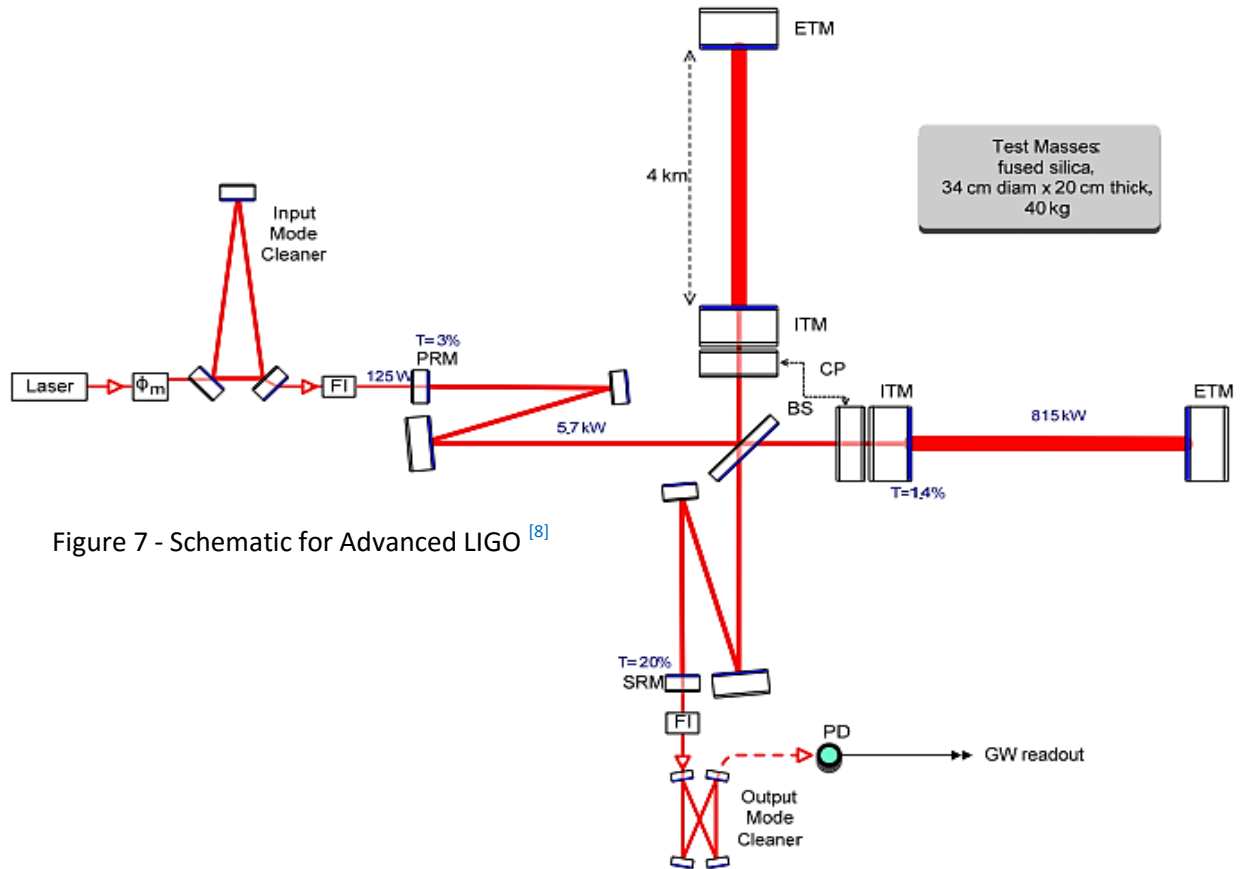 ETM
Test Masses:
fused silica,
34 cm diam x 20 cm thick,
40 kg
4 km
Input
Mode
Cleaner
ITM
T=3%
PRM
CP
Laser
ϕm
FI
125 W
BS
ITM
ETM
5.7 kW
815 kW
T=1.4%
Figure 7 - Schematic for Advanced LIGO [8]
T=20%
SRM
FI
PD
GW readout
Output
Mode
Cleaner